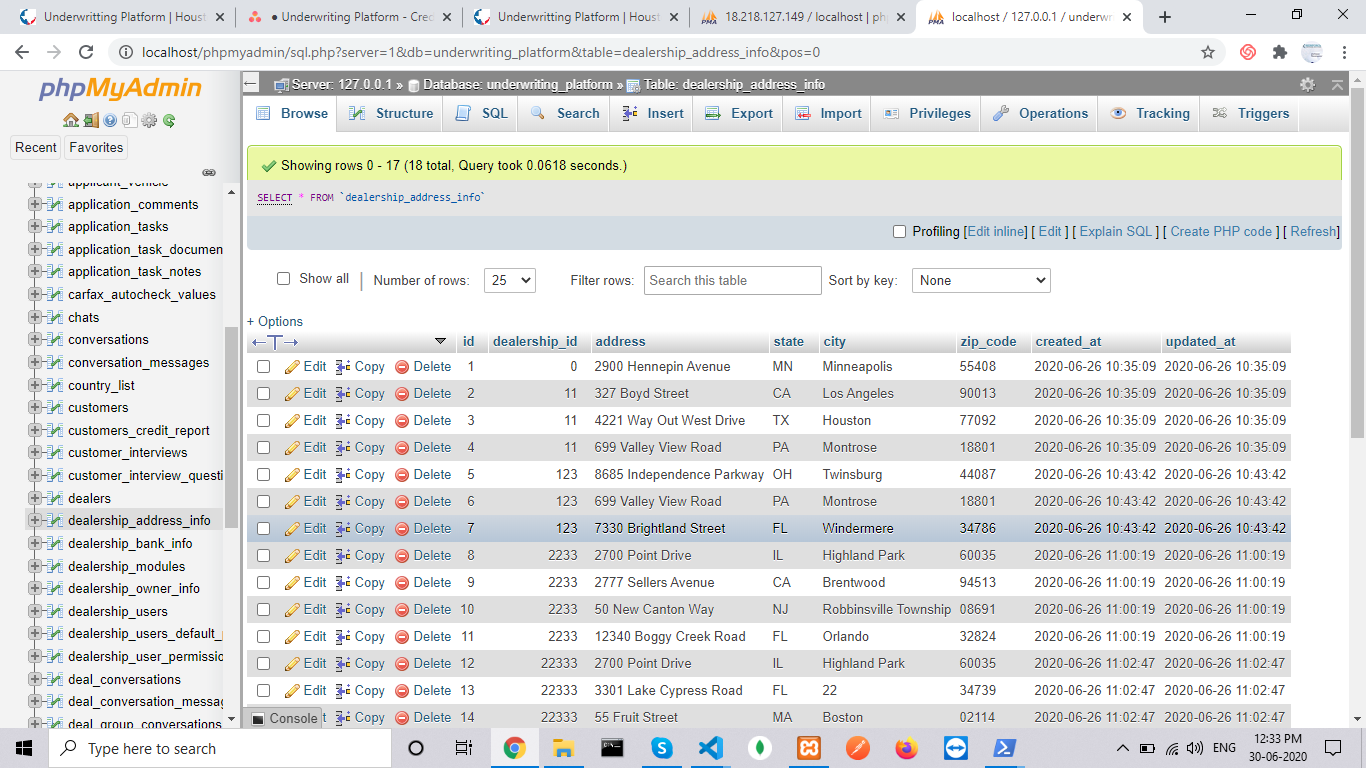 Underwritting Platform | Houst
● Underwriting Platform - Cred
Underwritting Platform | Houst
18.218.127.149 / localhost | ph
localhost / 127.0.0.1 / underw
localhost/phpmyadmin/sql.php?server=1&db=underwriting_platform&table=dealership_address_info&pos=0
phpMyAdmin
Recent Favorites
applicant_vehicle
application_comments
application_tasks
application_task_documen
application_task_notes
carfax_autocheck_values
chats
conversations
conversation_messages
country_list
customers
customers_credit_report
customer_interviews
customer_interview_questi
dealers
dealership_address_info
dealership_bank_info
dealership_modules
dealership_owner_info
dealership_users
dealership_users_default_
dealership_user_permissio
deal_conversations
deal_conversation_messag
deal_group_conversations
Server: 127.0.0.1 » Database: underwriting_platform » Table: dealership_address_info
Browse Structure SQL Search Insert Export Import Privileges Operations Tracking Triggers
Showing rows 0 - 17 (18 total, Query took 0.0618 seconds.)
SELECT * FROM `dealership_address_info`
Profiling [Edit inline] [ Edit ] [ Explain SQL ] [ Create PHP code ] [ Refresh]
Show all | Number of rows: 25 Filter rows: Search this table Sort by key: None
+ Options
←T→ id dealership_id address state city zip_code created_at updated_at
Edit Copy Delete 1 0 2900 Hennepin Avenue MN Minneapolis 55408 2020-06-26 10:35:09 2020-06-26 10:35:09
Edit Copy Delete 2 11 327 Boyd Street CA Los Angeles 90013 2020-06-26 10:35:09 2020-06-26 10:35:09
Edit Copy Delete 3 11 4221 Way Out West Drive TX Houston 77092 2020-06-26 10:35:09 2020-06-26 10:35:09
Edit Copy Delete 4 11 699 Valley View Road PA Montrose 18801 2020-06-26 10:35:09 2020-06-26 10:35:09
Edit Copy Delete 5 123 8685 Independence Parkway OH Twinsburg 44087 2020-06-26 10:43:42 2020-06-26 10:43:42
Edit Copy Delete 6 123 699 Valley View Road PA Montrose 18801 2020-06-26 10:43:42 2020-06-26 10:43:42
Edit Copy Delete 7 123 7330 Brightland Street FL Windermere 34786 2020-06-26 10:43:42 2020-06-26 10:43:42
Edit Copy Delete 8 2233 2700 Point Drive IL Highland Park 60035 2020-06-26 11:00:19 2020-06-26 11:00:19
Edit Copy Delete 9 2233 2777 Sellers Avenue CA Brentwood 94513 2020-06-26 11:00:19 2020-06-26 11:00:19
Edit Copy Delete 10 2233 50 New Canton Way NJ Robbinsville Township 08691 2020-06-26 11:00:19 2020-06-26 11:00:19
Edit Copy Delete 11 2233 12340 Boggy Creek Road FL Orlando 32824 2020-06-26 11:00:19 2020-06-26 11:00:19
Edit Copy Delete 12 22333 2700 Point Drive IL Highland Park 60035 2020-06-26 11:02:47 2020-06-26 11:02:47
Edit Copy Delete 13 22333 3301 Lake Cypress Road FL 22 34739 2020-06-26 11:02:47 2020-06-26 11:02:47
Copy Delete 14 22333 55 Fruit Street MA Boston 02114 2020-06-26 11:02:47 2020-06-26 11:02:47
Console
Type here to search
ENG
12:33 PM
30-06-2020